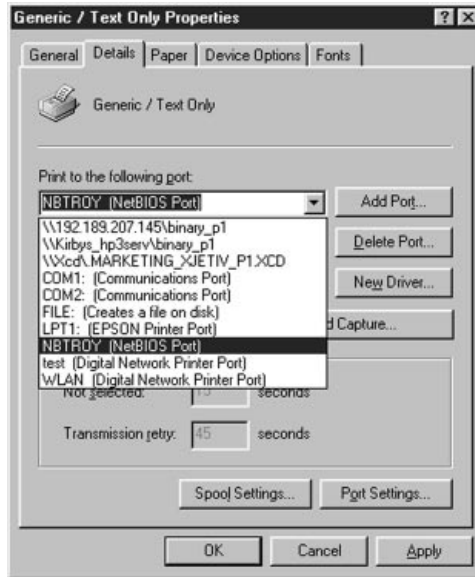 Generic / Text Only Properties
General Details Paper Device Options Fonts
Generic / Text Only
Print to the following port:
NBTROY (NetBIOS Port)
Add Port...
\\192.189.207.145\binary_p1
\\Kirbys_hp3serv\binary_p1
\\Xcd\.MARKETING_XJETIV_P1.XCD
COM1: (Communications Port)
COM2: (Communications Port)
FILE: (Creates a file on disk)
LPT1: (EPSON Printer Port)
NBTROY (NetBIOS Port)
test (Digital Network Printer Port)
WLAN (Digital Network Printer Port)
Delete Port...
New Driver...
d Capture...
Not selected: 15 seconds
Transmission retry: 45 seconds
Spool Settings... Port Settings...
OK Cancel Apply